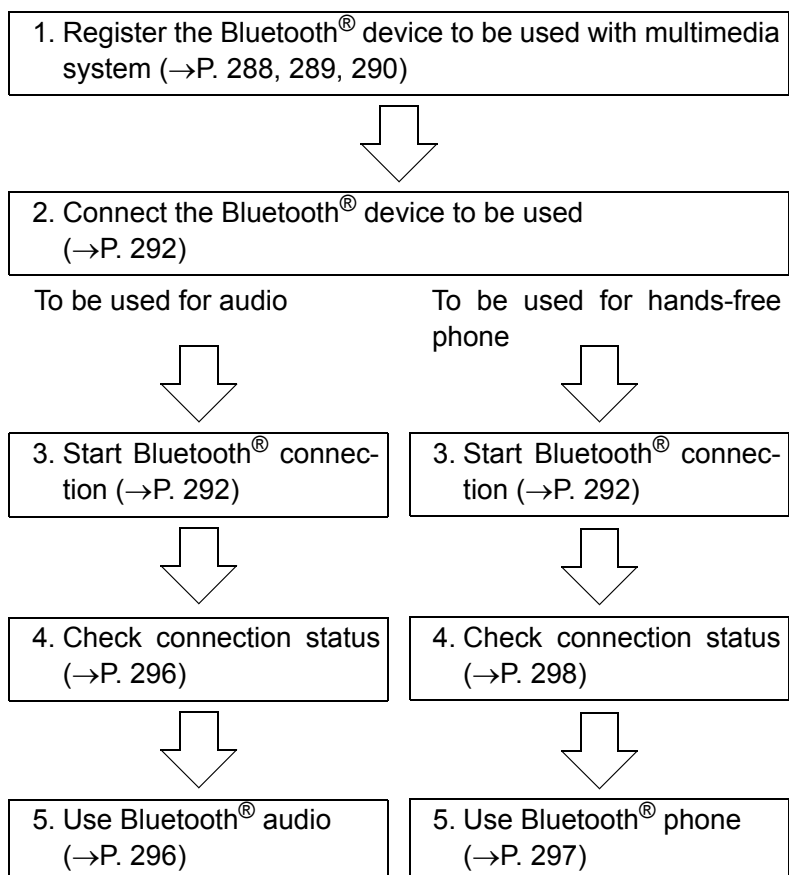 1. Register the Bluetooth® device to be used with multimedia
system (→P. 288, 289, 290)
2. Connect the Bluetooth® device to be used
(→P. 292)
To be used for audio
To be used for hands-free
phone
3. Start Bluetooth® connec-
tion (→P. 292)
3. Start Bluetooth® connec-
tion (→P. 292)
4. Check connection status
(→P. 296)
4. Check connection status
(→P. 298)
5. Use Bluetooth® audio
(→P. 296)
5. Use Bluetooth® phone
(→P. 297)